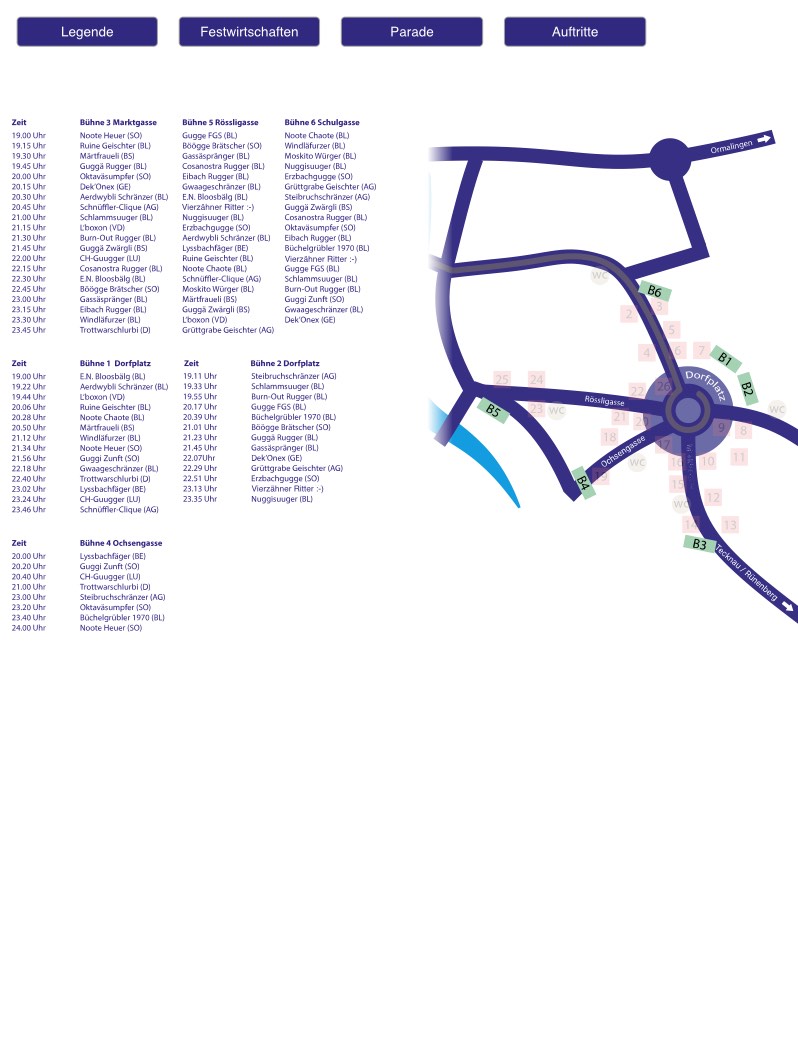 Legende Festwirtschaften Parade Auftritte
Zeit Bühne 3 Marktgasse Bühne 5 Rössligasse Bühne 6 Schulgasse
19.00 Uhr Noote Heuer (SO) Gugge FGS (BL) Noote Chaote (BL)
19.15 Uhr Ruine Geischter (BL) Böögge Brätscher (SO) Windläfurzer (BL)
19.30 Uhr Märtfraueli (BS) Gassäspränger (BL) Moskito Würger (BL)
19.45 Uhr Guggä Rugger (BL) Cosanostra Rugger (BL) Nuggisuuger (BL)
20.00 Uhr Oktaväsumpfer (SO) Eibach Rugger (BL) Erzbachgugge (SO)
20.15 Uhr Dek'Onex (GE) Gwaageschränzer (BL) Grüttgrabe Geischter (AG)
20.30 Uhr Aerdwybli Schränzer (BL) E.N. Bloosbälg (BL) Steibruchschränzer (AG)
20.45 Uhr Schnüffler-Clique (AG) Vierzähner Ritter :-) Guggä Zwärgli (BS)
21.00 Uhr Schlammsuuger (BL) Nuggisuuger (BL) Cosanostra Rugger (BL)
21.15 Uhr L'boxon (VD) Erzbachgugge (SO) Oktaväsumpfer (SO)
21.30 Uhr Burn-Out Rugger (BL) Aerdwybli Schränzer (BL) Eibach Rugger (BL)
21.45 Uhr Guggä Zwärgli (BS) Lyssbachfäger (BE) Büchelgrübler 1970 (BL)
22.00 Uhr CH-Guugger (LU) Ruine Geischter (BL) Vierzähner Ritter :-)
22.15 Uhr Cosanostra Rugger (BL) Noote Chaote (BL) Gugge FGS (BL)
22.30 Uhr E.N. Bloosbälg (BL) Schnüffler-Clique (AG) Schlammsuuger (BL)
22.45 Uhr Böögge Brätscher (SO) Moskito Würger (BL) Burn-Out Rugger (BL)
23.00 Uhr Gassäspränger (BL) Märtfraueli (BS) Guggi Zunft (SO)
23.15 Uhr Eibach Rugger (BL) Guggä Zwärgli (BS) Gwaageschränzer (BL)
23.30 Uhr Windläfurzer (BL) L'boxon (VD) Dek'Onex (GE)
23.45 Uhr Trottwarschlurbi (D) Grüttgrabe Geischter (AG)
Zeit Bühne 1 Dorfplatz Zeit Bühne 2 Dorfplatz
19.00 Uhr E.N. Bloosbälg (BL) 19.11 Uhr Steibruchschränzer (AG)
19.22 Uhr Aerdwybli Schränzer (BL) 19.33 Uhr Schlammsuuger (BL)
19.44 Uhr L'boxon (VD) 19.55 Uhr Burn-Out Rugger (BL)
20.06 Uhr Ruine Geischter (BL) 20.17 Uhr Gugge FGS (BL)
20.28 Uhr Noote Chaote (BL) 20.39 Uhr Büchelgrübler 1970 (BL)
20.50 Uhr Märtfraueli (BS) 21.01 Uhr Böögge Brätscher (SO)
21.12 Uhr Windläfurzer (BL) 21.23 Uhr Guggä Rugger (BL)
21.34 Uhr Noote Heuer (SO) 21.45 Uhr Gassäspränger (BL)
21.56 Uhr Guggi Zunft (SO) 22.07Uhr Dek'Onex (GE)
22.18 Uhr Gwaageschränzer (BL) 22.29 Uhr Grüttgrabe Geischter (AG)
22.40 Uhr Trottwarschlurbi (D) 22.51 Uhr Erzbachgugge (SO)
23.02 Uhr Lyssbachfäger (BE) 23.13 Uhr Vierzähner Ritter :-)
23.24 Uhr CH-Guugger (LU) 23.35 Uhr Nuggisuuger (BL)
23.46 Uhr Schnüffler-Clique (AG)
Zeit Bühne 4 Ochsengasse
20.00 Uhr Lyssbachfäger (BE)
20.20 Uhr Guggi Zunft (SO)
20.40 Uhr CH-Guugger (LU)
21.00 Uhr Trottwarschlurbi (D)
23.00 Uhr Steibruchschränzer (AG)
23.20 Uhr Oktaväsumpfer (SO)
23.40 Uhr Büchelgrübler 1970 (BL)
24.00 Uhr Noote Heuer (SO)
Ormalingen
WC
B6
2 3
5
4 6 7
B1
25 24
Dorfplatz
B2
22 26
Rössligasse
B5
23 WC
WC
21 20
9 8
18
17
Ochsengasse
WC
16 10 11
19
B4
15
WC 12
14 13
B3
Tecknau / Rünenberg